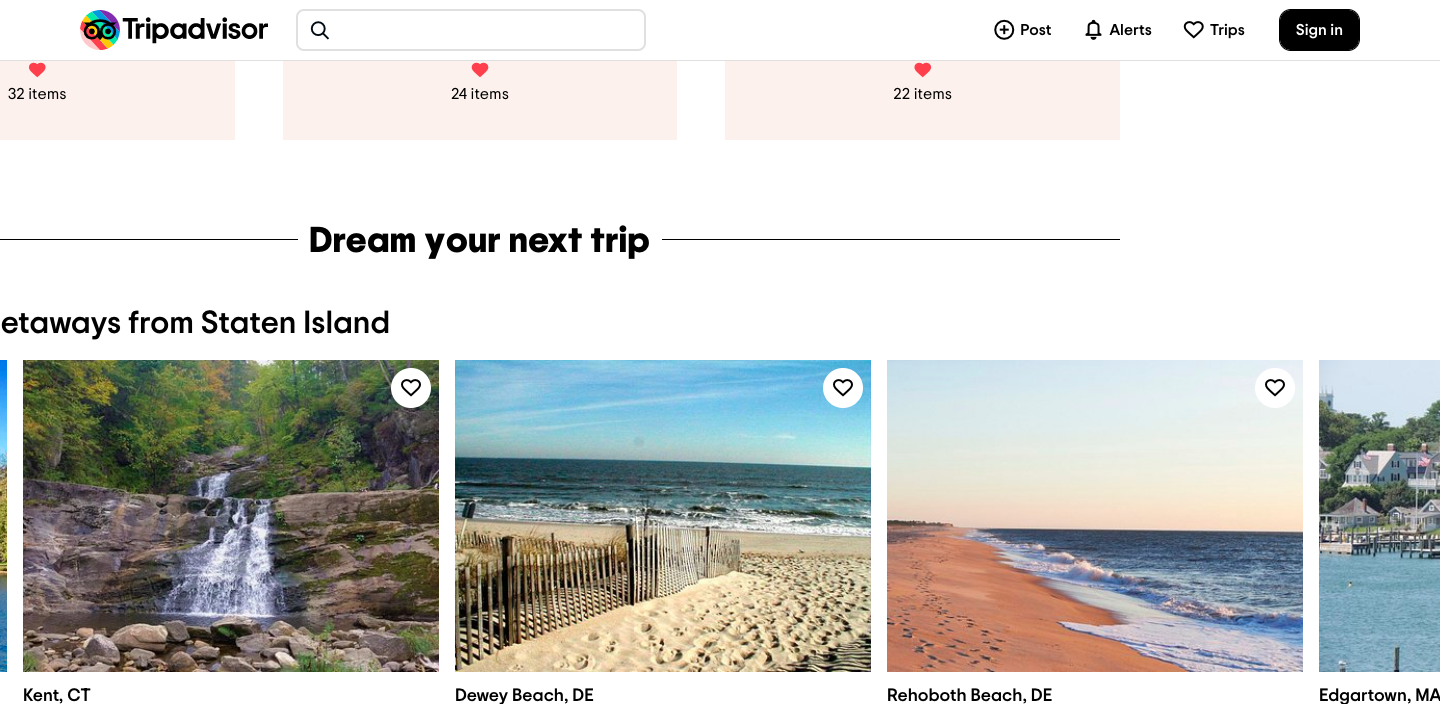 Tripadvisor
Post
Alerts
Trips
Sign in
32 items
24 items
22 items
Dream your next trip
etaways from Staten Island
Kent, CT
Dewey Beach, DE
Rehoboth Beach, DE
Edgartown, MA